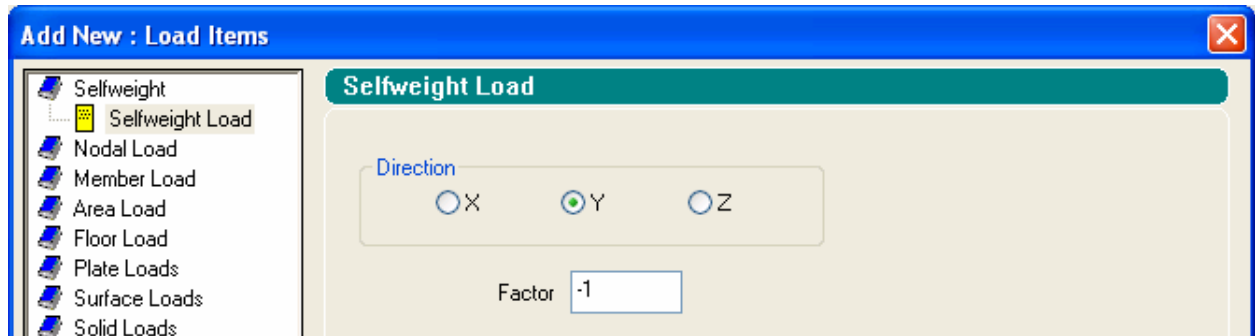 Add New : Load Items
Selfweight
Selfweight Load
Nodal Load
Member Load
Area Load
Floor Load
Plate Loads
Surface Loads
Solid Loads
Selfweight Load
Direction
X Y Z
Factor -1